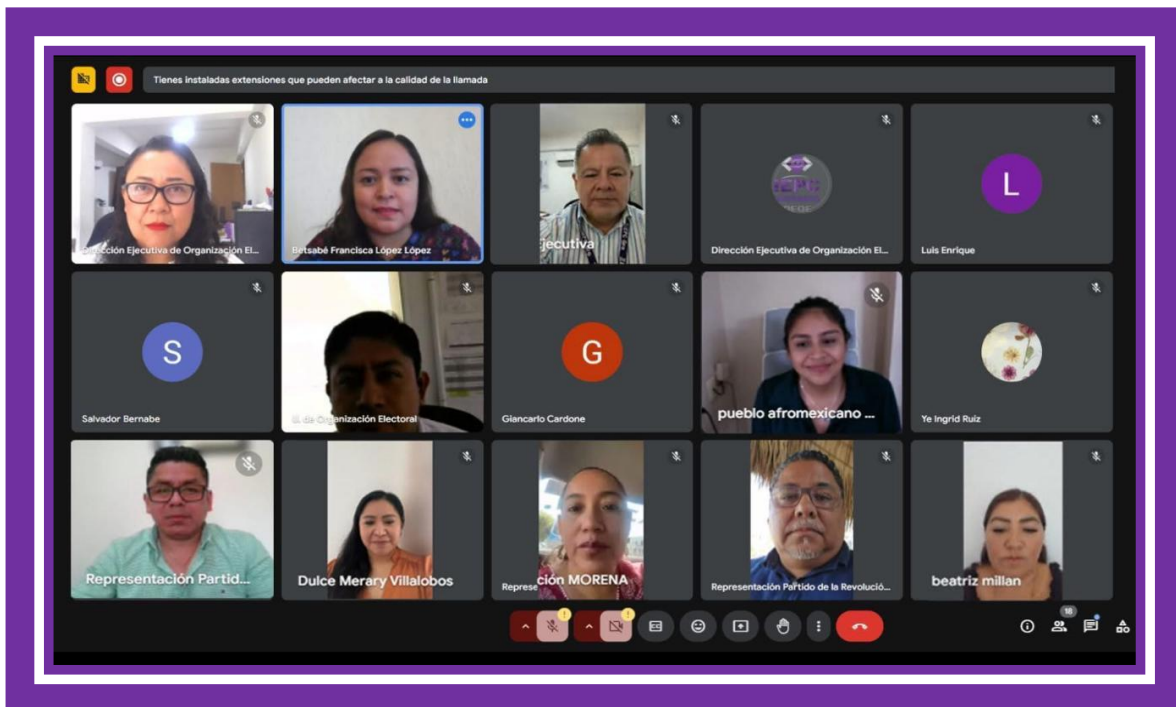 Tienes instaladas extensiones que pueden afectar a la calidad de la llamada
Dirección Ejecutiva de Organización El...
Betsabé Francisca López López
jecutiva
Dirección Ejecutiva de Organización El...
L
Luis Enrique
S
Salvador Bernabe
de Organización Electoral
G
Giancarlo Cardone
pueblo afromexicano ...
Ye Ingrid Ruiz
Representación Partid...
Dulce Merary Villalobos
Represe ción MORENA
Representación Partido de la Revolució...
beatriz millan
18